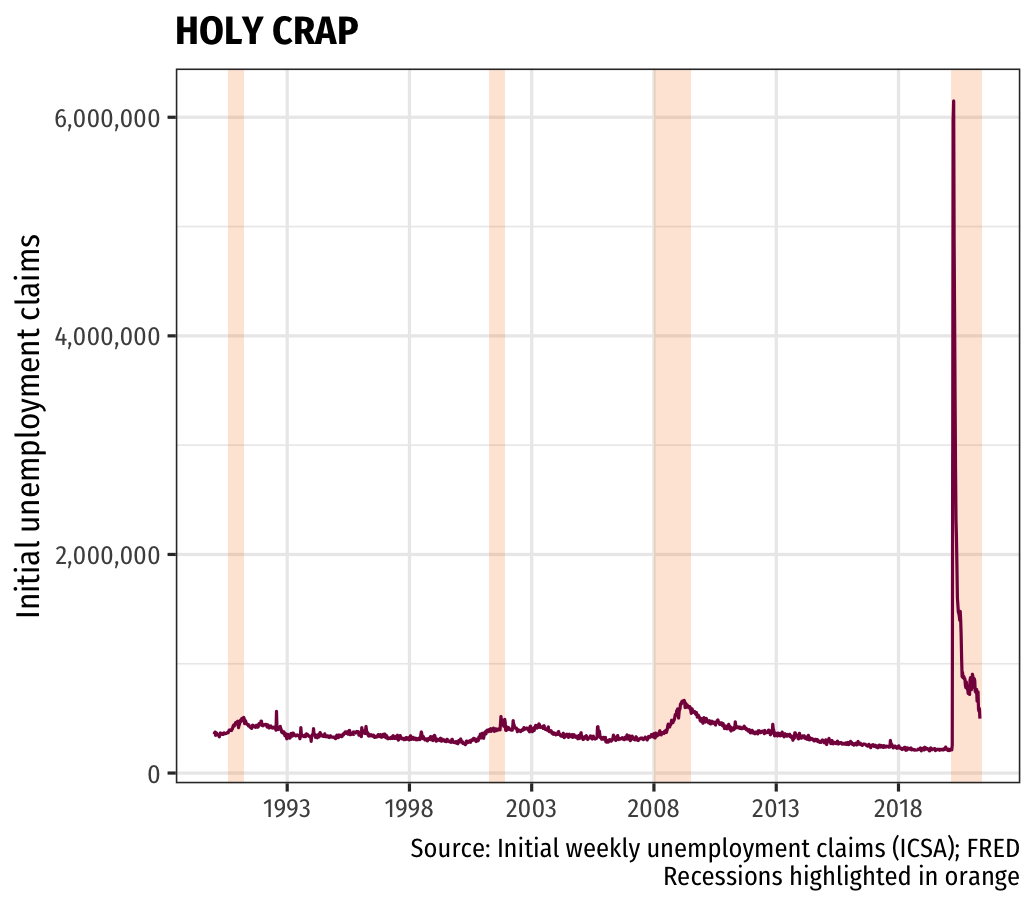 HOLY CRAP
Initial unemployment claims
6,000,000
4,000,000
2,000,000
0
1993
1998
2003
2008
2013
2018
Source: Initial weekly unemployment claims (ICSA); FRED
Recessions highlighted in orange